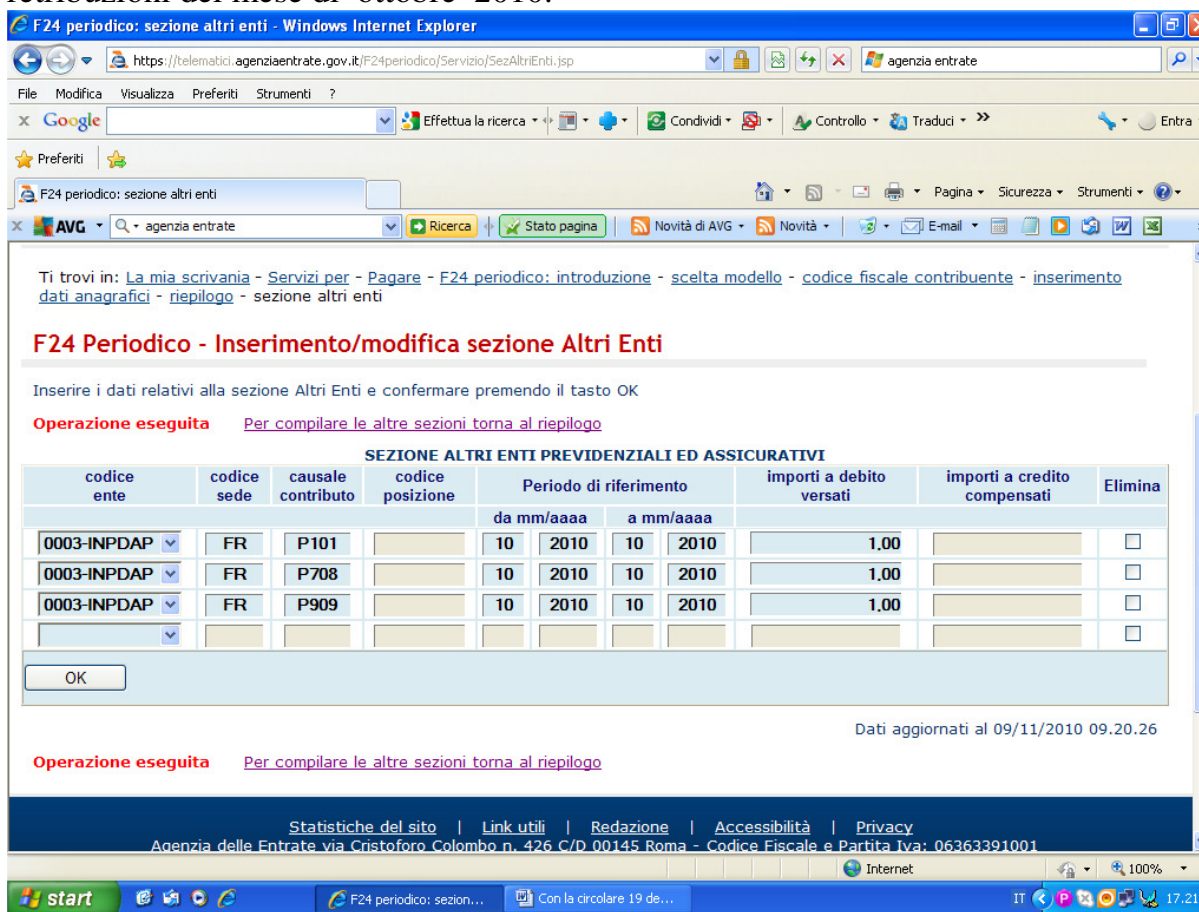 retribuzioni del mese di ottobre 2010.
F24 periodico: sezione altri enti - Windows Internet Explorer
https://telematici.agenziaentrate.gov.it/F24periodico/Servizio/SezAltriEnti.jsp agenzia entrate
File Modifica Visualizza Preferiti Strumenti ?
x Google Effettua la ricerca Condividi Controllo Traduci >> Entra
Preferiti
F24 periodico: sezione altri enti Pagina Sicurezza Strumenti
x AVG agenzia entrate Ricerca Stato pagina Novità di AVG Novità E-mail
Ti trovi in: La mia scrivania - Servizi per - Pagare - F24 periodico: introduzione - scelta modello - codice fiscale contribuente - inserimento
dati anagrafici - riepilogo - sezione altri enti
F24 Periodico - Inserimento/modifica sezione Altri Enti
Inserire i dati relativi alla sezione Altri Enti e confermare premendo il tasto OK
Operazione eseguita Per compilare le altre sezioni torna al riepilogo
SEZIONE ALTRI ENTI PREVIDENZIALI ED ASSICURATIVI
codice ente codice sede causale contributo codice posizione Periodo di riferimento importi a debito versati importi a credito compensati Elimina
da mm/aaaa a mm/aaaa
0003-INPDAP FR P101 10 2010 10 2010 1,00
0003-INPDAP FR P708 10 2010 10 2010 1,00
0003-INPDAP FR P909 10 2010 10 2010 1,00
OK
Dati aggiornati al 09/11/2010 09.20.26
Operazione eseguita Per compilare le altre sezioni torna al riepilogo
Statistiche del sito | Link utili | Redazione | Accessibilità | Privacy
Agenzia delle Entrate via Cristoforo Colombo n. 426 C/D 00145 Roma - Codice Fiscale e Partita Iva: 06363391001
Internet 100%
start F24 periodico: sezion... Con la circolare 19 de... IT 17.21